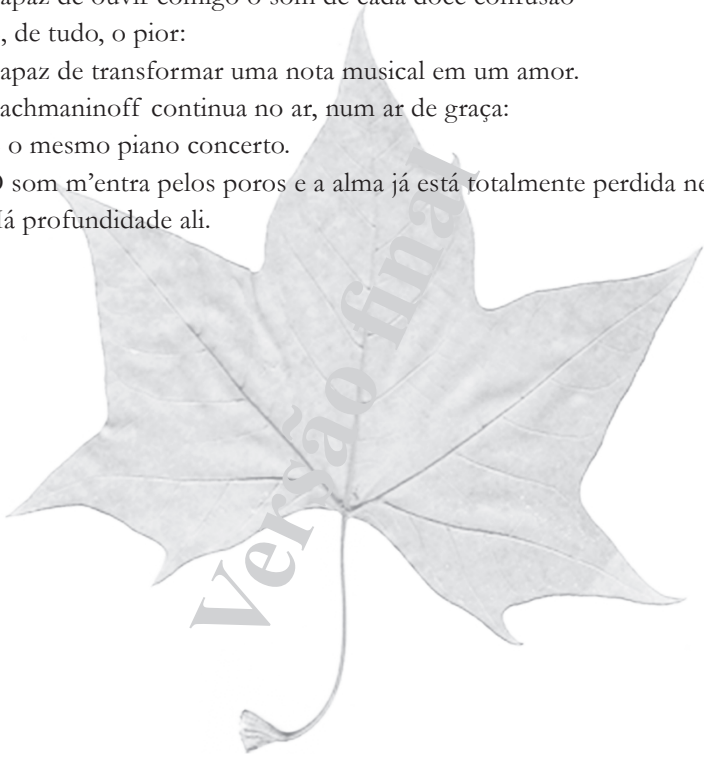 apaz de ouvir comigo o som de cada doce confusão
, de tudo, o pior:
apaz de transformar uma nota musical em um amor.
achmaninoff continua no ar, num ar de graça:
o mesmo piano concerto.
O som m’entra pelos poros e a alma já está totalmente perdida ne
Há profundidade ali.
Versão final